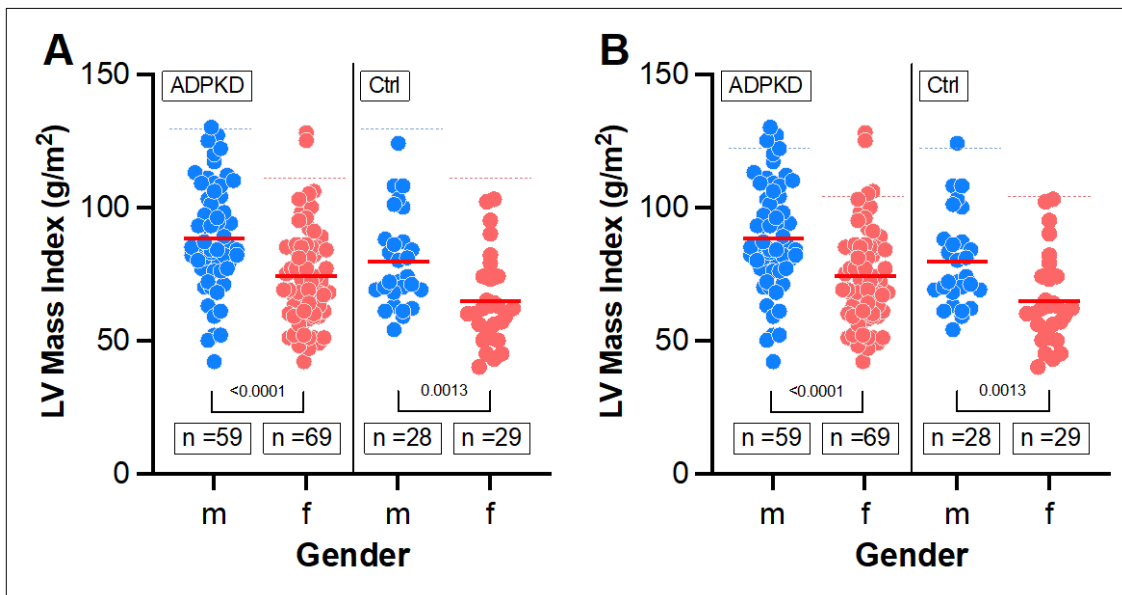 A
ADPKD
Ctrl
LV Mass Index (g/m²)
150
100
50
0
<0.0001
0.0013
n =59
n =69
n =28
n =29
m
f
m
f
Gender
B
ADPKD
Ctrl
LV Mass Index (g/m²)
150
100
50
0
<0.0001
0.0013
n =59
n =69
n =28
n =29
m
f
m
f
Gender